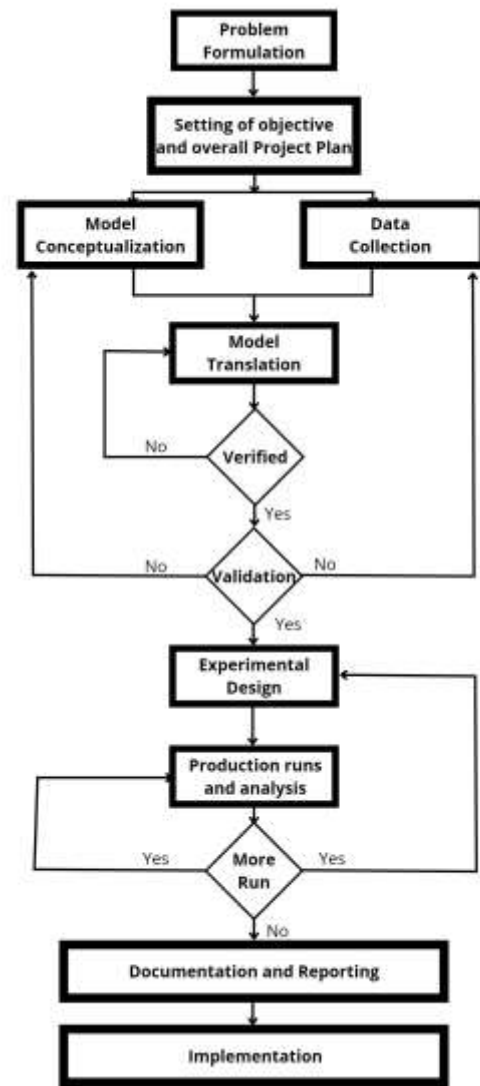 Problem
Formulation
Setting of objective
and overall Project Plan
Model
Conceptualization
Data
Collection
Model
Translation
No
Verified
Yes
No
Validation
No
Yes
Experimental
Design
Production runs
and analysis
Yes
More
Run
Yes
No
Documentation and Reporting
Implementation